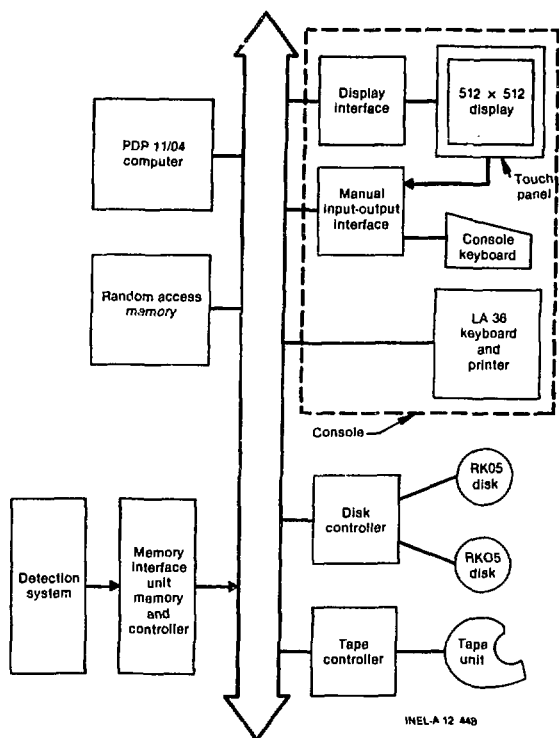 PDP 11/04
computer
Random access
memory
Detection
system
Memory
interface
unit
memory
and
controller
Display
interface
512 × 512
display
Touch
panel
Manual
input-output
interface
Console
keyboard
LA 36
keyboard
and
printer
Console
Disk
controller
RK05
disk
RK05
disk
Tape
controller
Tape
unit
INEL-A 12 448